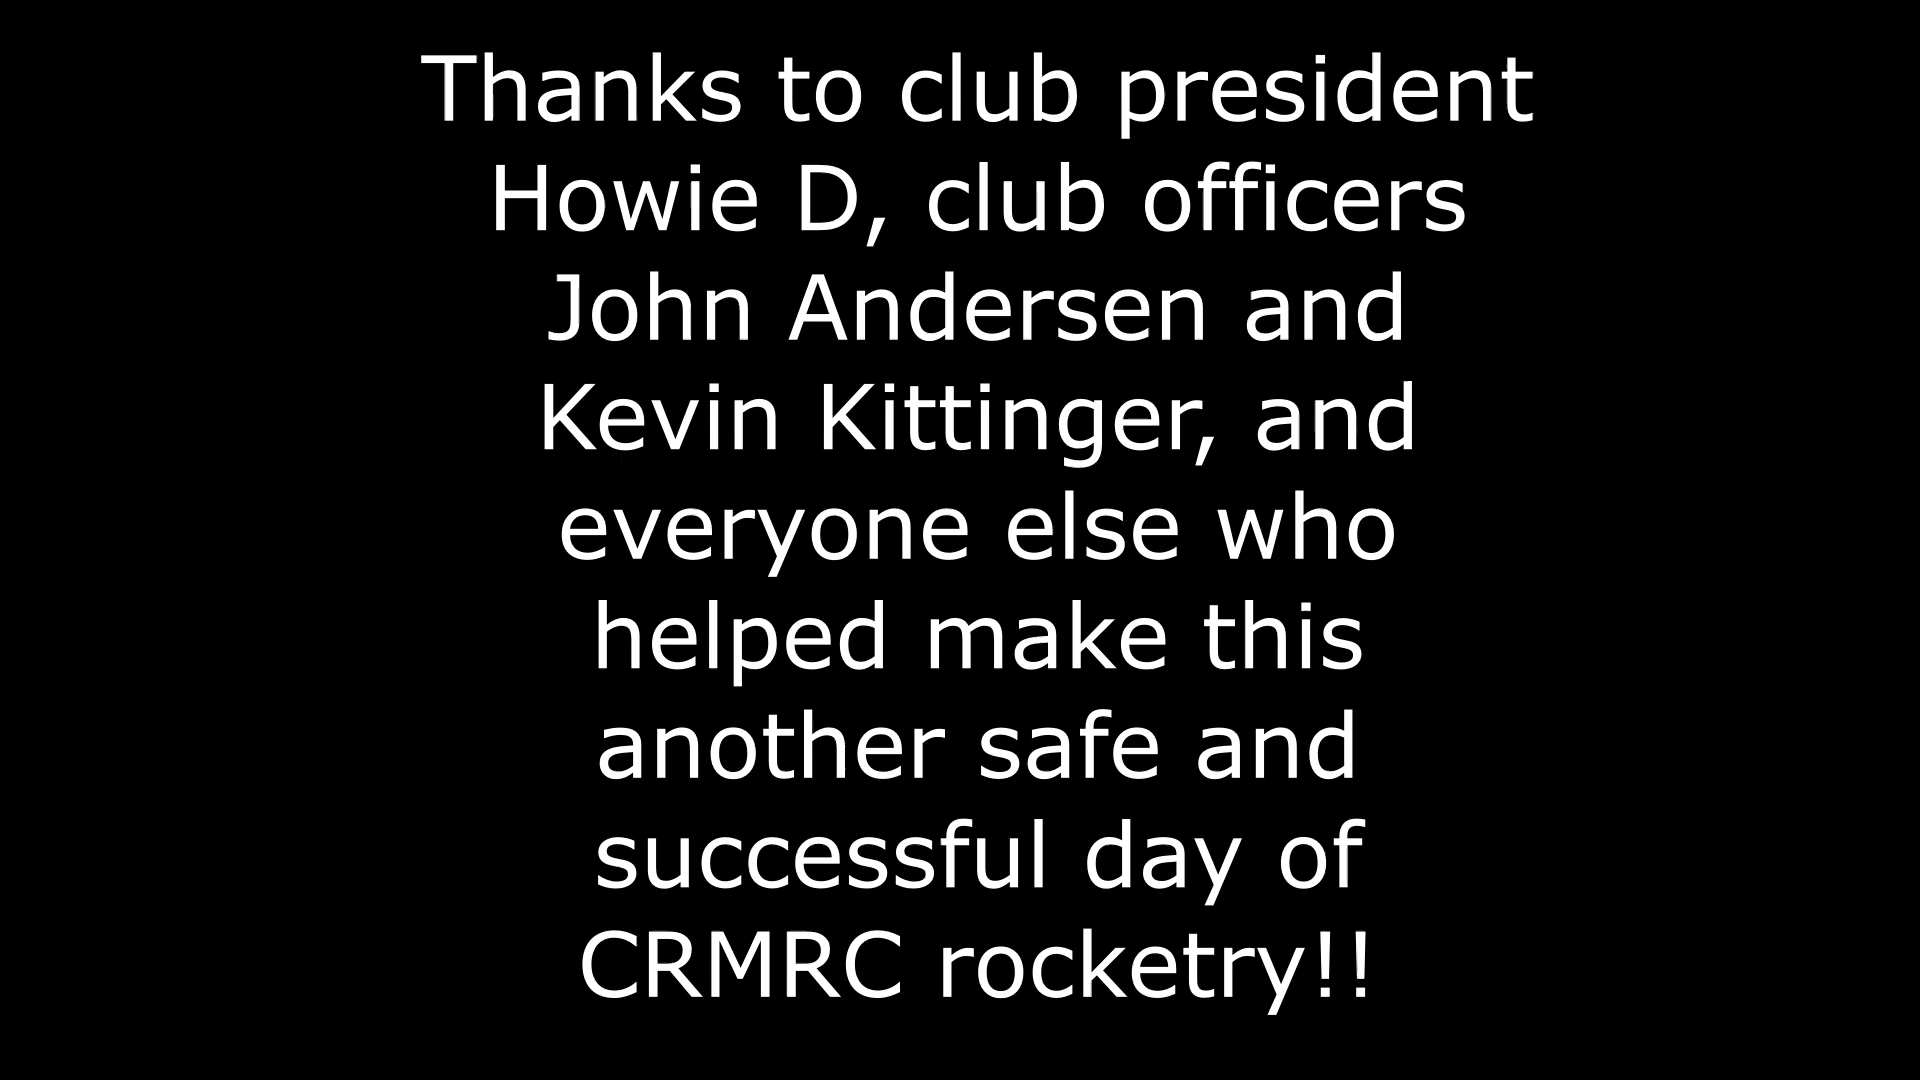 Thanks to club president
Howie D, club officers
John Andersen and
Kevin Kittinger, and
everyone else who
helped make this
another safe and
successful day of
CRMRC rocketry!!